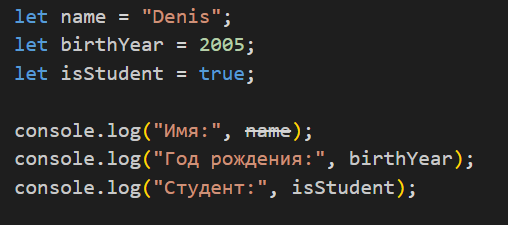 let name = "Denis";
let birthYear = 2005;
let isStudent = true;
console.log("Имя:", name);
console.log("Год рождения:", birthYear);
console.log("Студент:", isStudent);